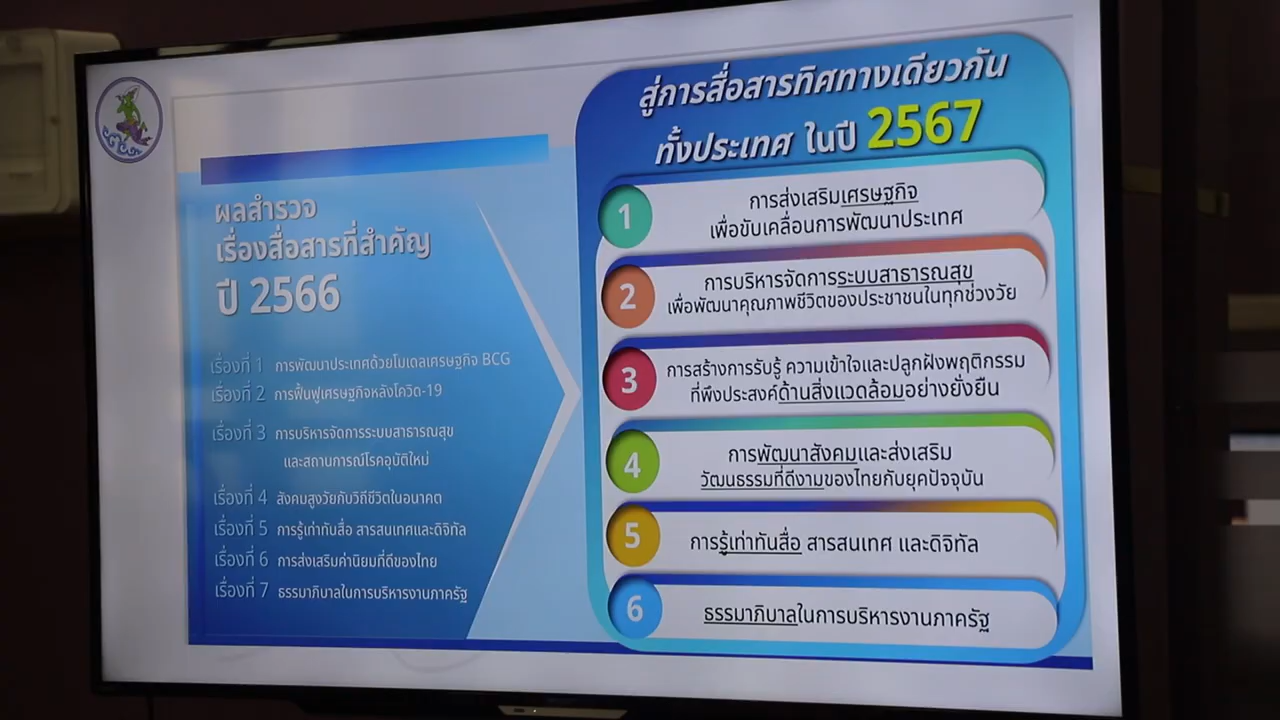 ผลสำรวจ
เรื่องสื่อสารที่สำคัญ
ปี 2566
เรื่องที่ 1 การพัฒนาประเทศด้วยโมเดลเศรษฐกิจ BCG
เรื่องที่ 2 การฟื้นฟูเศรษฐกิจหลังโควิด-19
เรื่องที่ 3 การบริหารจัดการระบบสาธารณสุข
และสถานการณ์โรคอุบัติใหม่
เรื่องที่ 4 สังคมสูงวัยกับวิถีชีวิตในอนาคต
เรื่องที่ 5 การรู้เท่าทันสื่อ สารสนเทศและดิจิทัล
เรื่องที่ 6 การส่งเสริมค่านิยมที่ดีของไทย
เรื่องที่ 7 ธรรมาภิบาลในการบริหารงานภาครัฐ
สู่การสื่อสารทิศทางเดียวกัน
ทั้งประเทศ ในปี 2567
1 การส่งเสริมเศรษฐกิจ
เพื่อขับเคลื่อนการพัฒนาประเทศ
2 การบริหารจัดการระบบสาธารณสุข
เพื่อพัฒนาคุณภาพชีวิตของประชาชนในทุกช่วงวัย
3 การสร้างการรับรู้ ความเข้าใจและปลูกฝังพฤติกรรม
ที่พึงประสงค์ด้านสิ่งแวดล้อมอย่างยั่งยืน
4 การพัฒนาสังคมและส่งเสริม
วัฒนธรรมที่ดีงามของไทยกับยุคปัจจุบัน
5 การรู้เท่าทันสื่อ สารสนเทศ และดิจิทัล
6 ธรรมาภิบาลในการบริหารงานภาครัฐ